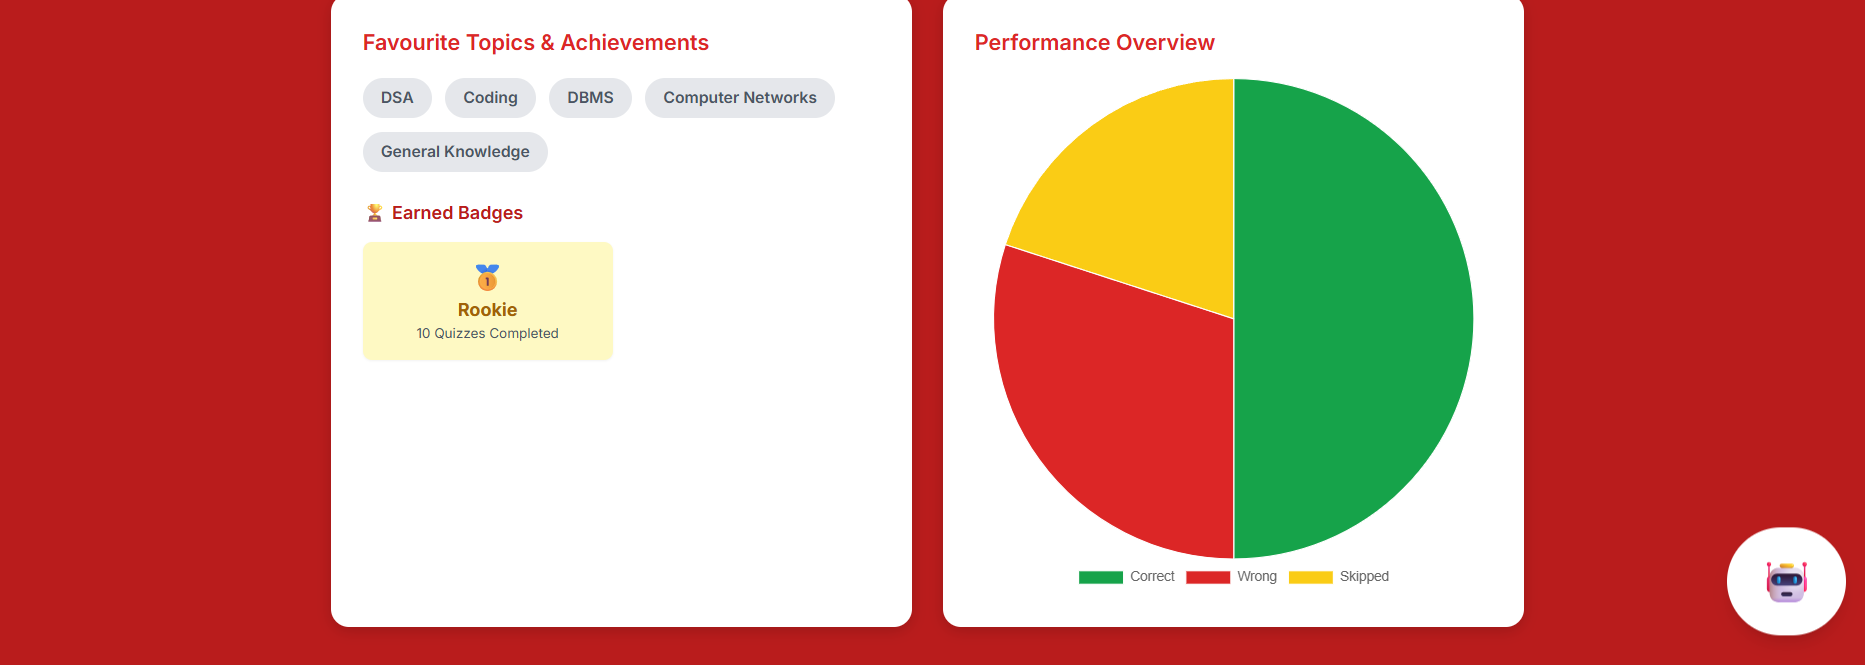 Favourite Topics & Achievements
DSA
Coding
DBMS
Computer Networks
General Knowledge
Earned Badges
1
Rookie
10 Quizzes Completed
Performance Overview
Correct
Wrong
Skipped